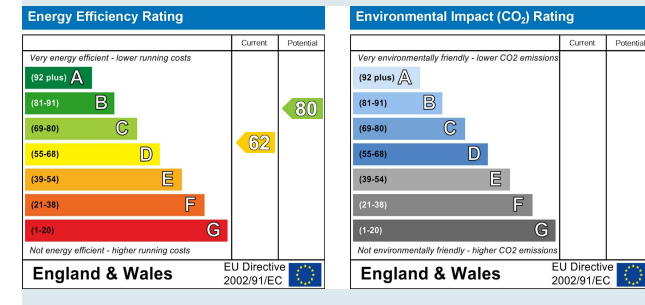 Energy Efficiency Rating
Current Potential
Very energy efficient - lower running costs
(92 plus) A
(81-91) B
80
(69-80) C
62
(55-68) D
(39-54) E
(21-38) F
(1-20) G
Not energy efficient - higher running costs
England & Wales
EU Directive
2002/91/EC
Environmental Impact (CO₂) Rating
Current Potential
Very environmentally friendly - lower CO2 emissions
(92 plus) A
(81-91) B
(69-80) C
(55-68) D
(39-54) E
(21-38) F
(1-20) G
Not environmentally friendly - higher CO2 emissions
England & Wales
EU Directive
2002/91/EC